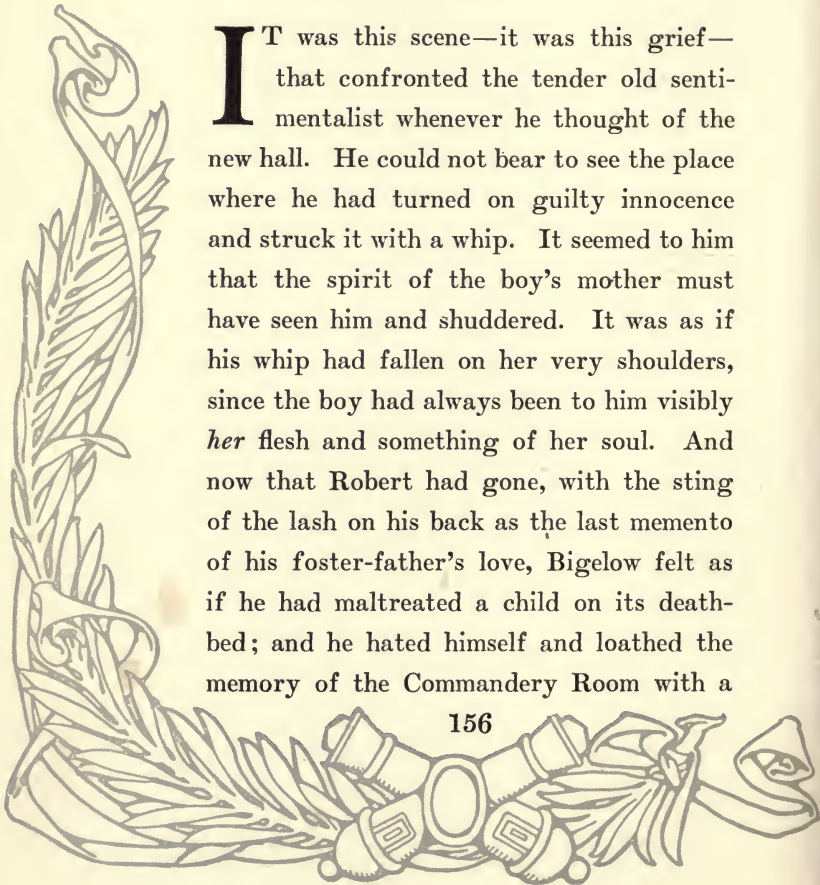 IT was this scene—it was this grief—
that confronted the tender old senti-
mentalist whenever he thought of the
new hall. He could not bear to see the place
where he had turned on guilty innocence
and struck it with a whip. It seemed to him
that the spirit of the boy's mother must
have seen him and shuddered. It was as if
his whip had fallen on her very shoulders,
since the boy had always been to him visibly
her flesh and something of her soul. And
now that Robert had gone, with the sting
of the lash on his back as the last memento
of his foster-father's love, Bigelow felt as
if he had maltreated a child on its death-
bed; and he hated himself and loathed the
memory of the Commandery Room with a
156